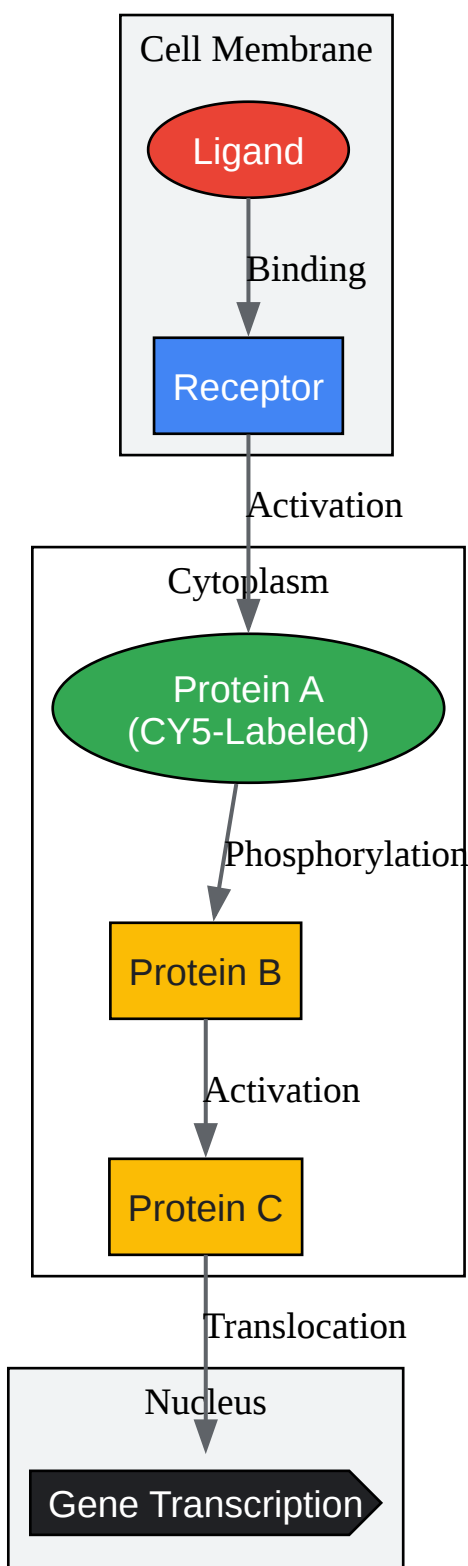 Cell Membrane
Ligand
Binding
Receptor
Activation
Cytoplasm
Protein A
(CY5-Labeled)
Phosphorylation
Protein B
Activation
Protein C
Translocation
Nucleus
Gene Transcription